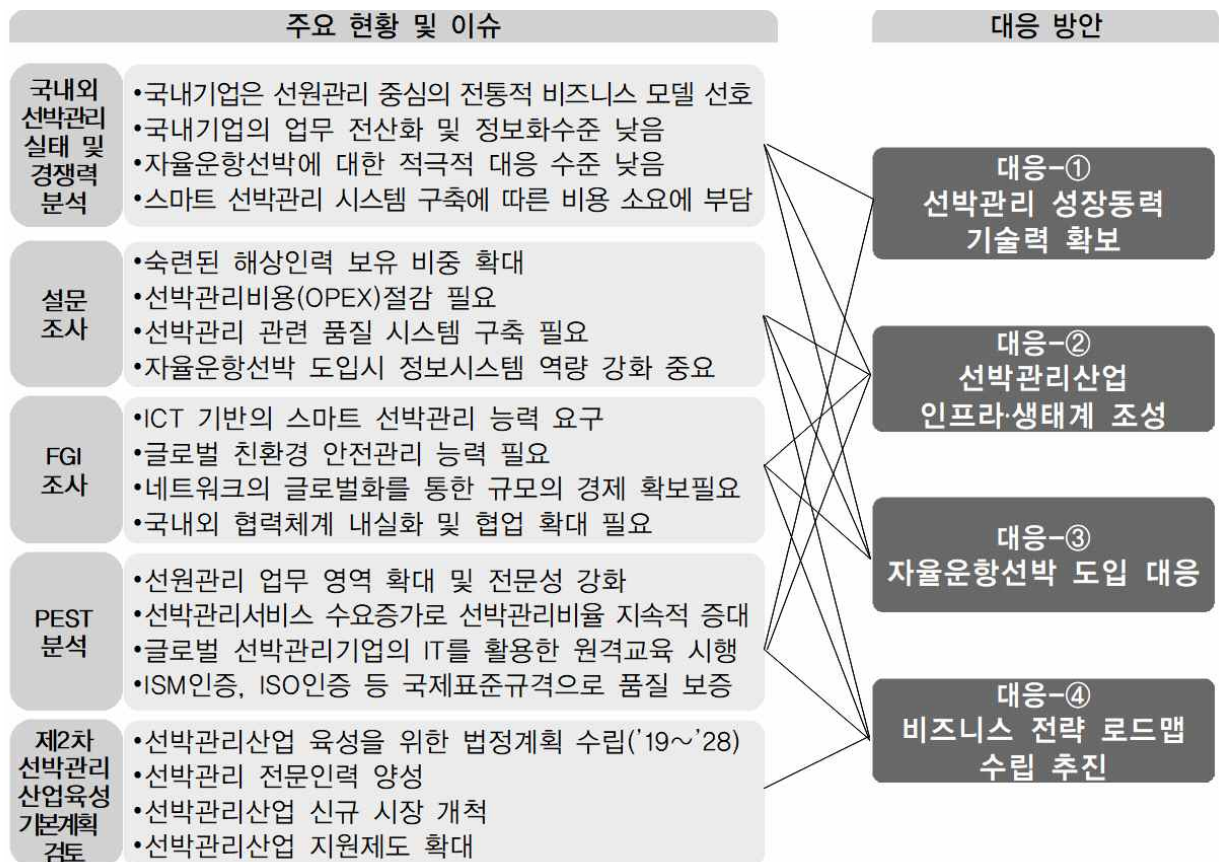 주요 현황 및 이슈
대응 방안
국내외
선박관리
실태 및
경쟁력
분석
•국내기업은 선원관리 중심의 전통적 비즈니스 모델 선호
•국내기업의 업무 전산화 및 정보화수준 낮음
•자율운항선박에 대한 적극적 대응 수준 낮음
•스마트 선박관리 시스템 구축에 따른 비용 소요에 부담
설문
조사
•숙련된 해상인력 보유 비중 확대
•선박관리비용(OPEX)절감 필요
•선박관리 관련 품질 시스템 구축 필요
•자율운항선박 도입시 정보시스템 역량 강화 중요
FGI
조사
•ICT 기반의 스마트 선박관리 능력 요구
•글로벌 친환경 안전관리 능력 필요
•네트워크의 글로벌화를 통한 규모의 경제 확보필요
•국내외 협력체계 내실화 및 협업 확대 필요
PEST
분석
•선원관리 업무 영역 확대 및 전문성 강화
•선박관리서비스 수요증가로 선박관리비율 지속적 증대
•글로벌 선박관리기업의 IT를 활용한 원격교육 시행
•ISM인증, ISO인증 등 국제표준규격으로 품질 보증
제2차
선박관리
산업육성
기본계획
검토
•선박관리산업 육성을 위한 법정계획 수립('19~'28)
•선박관리 전문인력 양성
•선박관리산업 신규 시장 개척
•선박관리산업 지원제도 확대
대응-①
선박관리 성장동력
기술력 확보
대응-②
선박관리산업
인프라·생태계 조성
대응-③
자율운항선박 도입 대응
대응-④
비즈니스 전략 로드맵
수립 추진